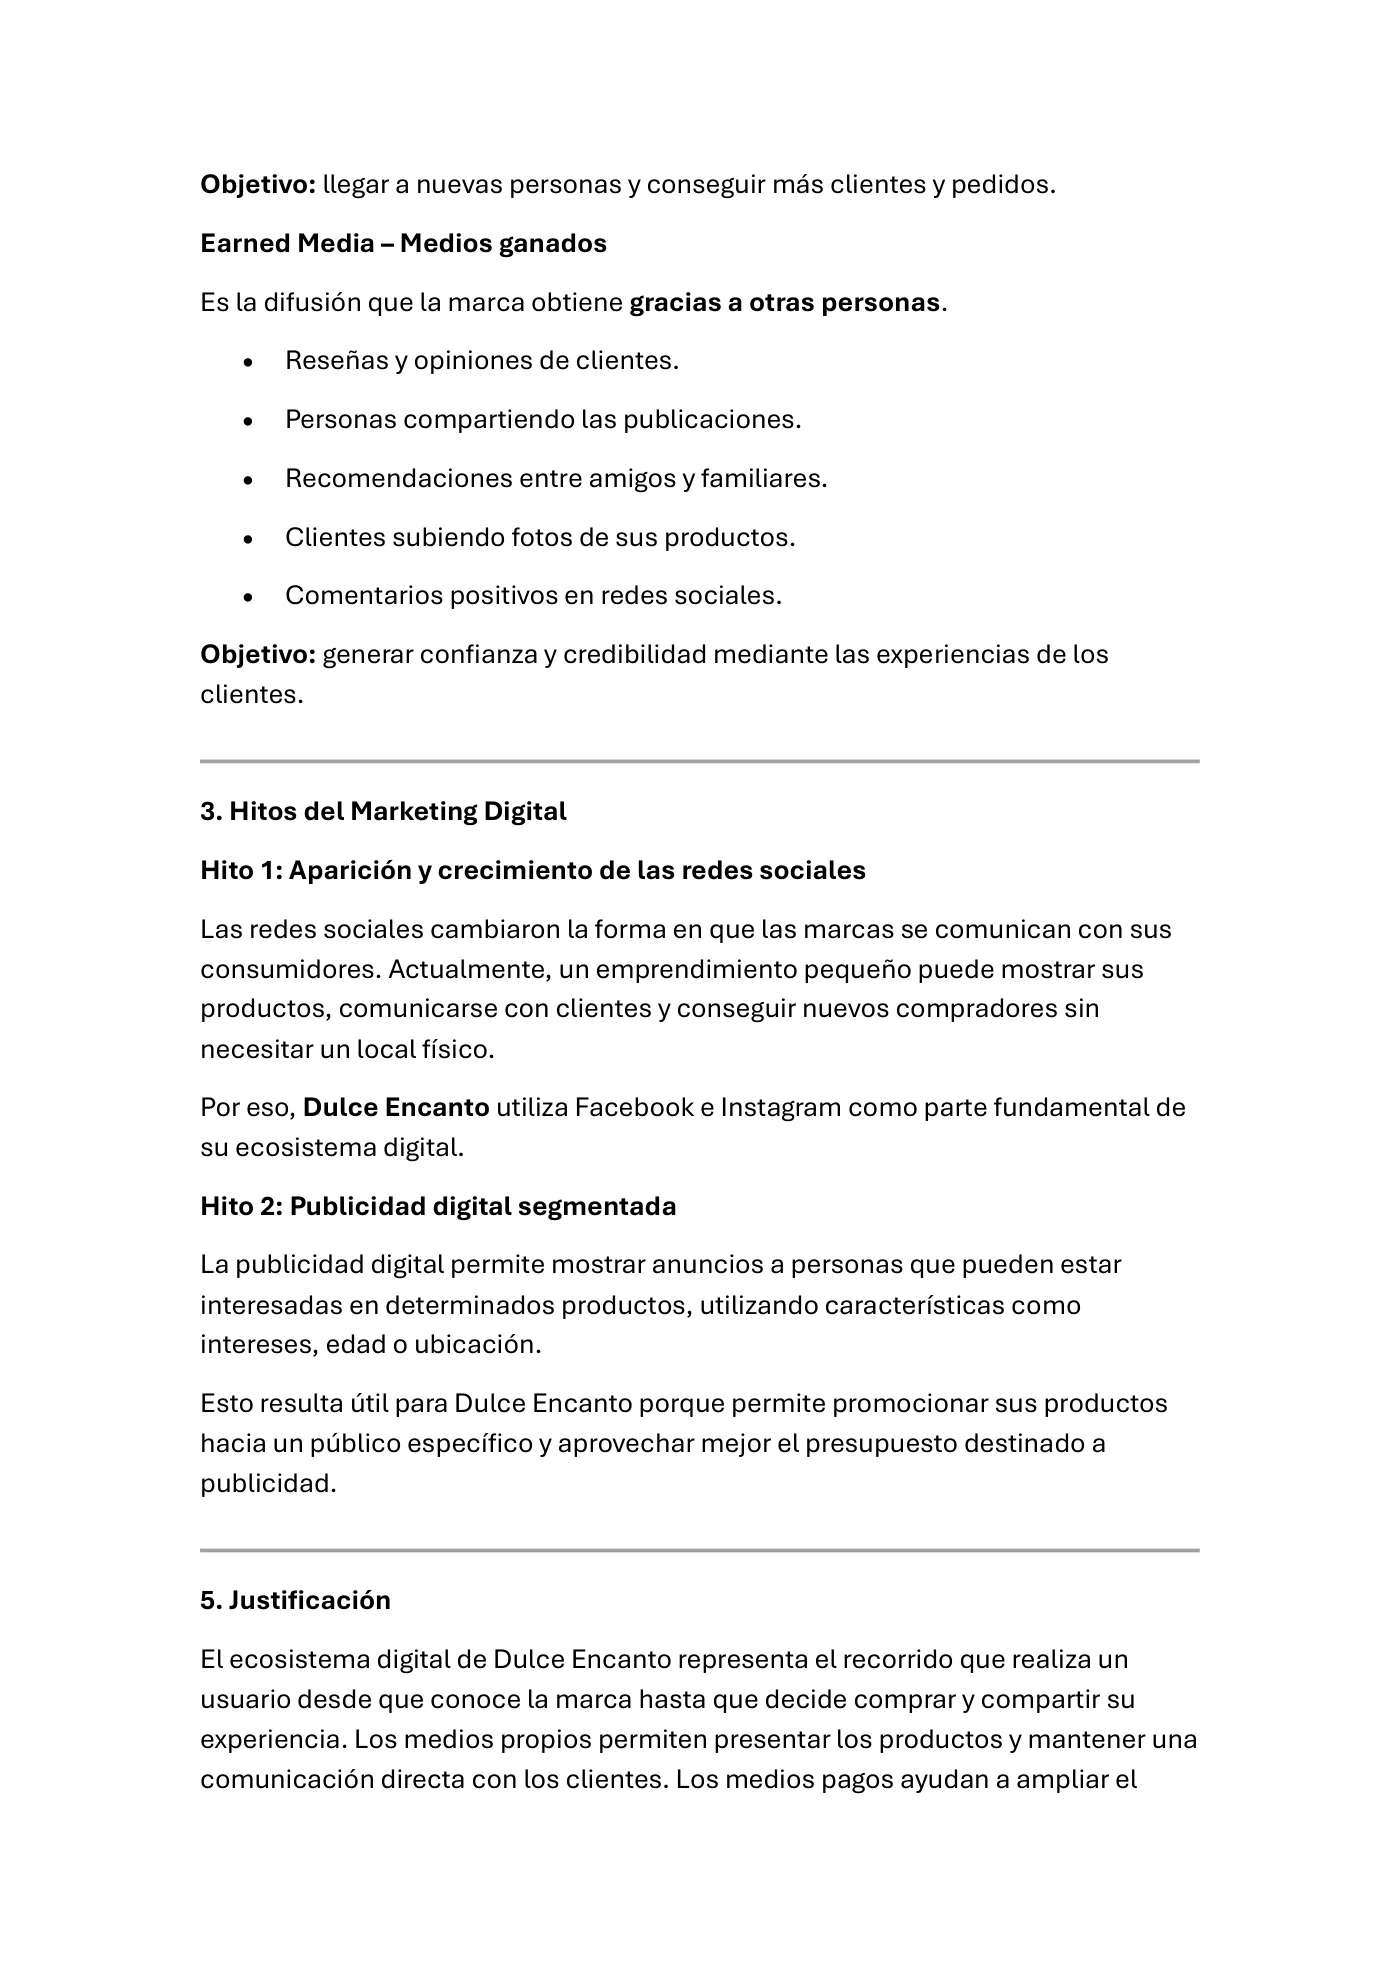 Objetivo: llegar a nuevas personas y conseguir más clientes y pedidos.
Earned Media – Medios ganados
Es la difusión que la marca obtiene gracias a otras personas.
• Reseñas y opiniones de clientes.
• Personas compartiendo las publicaciones.
• Recomendaciones entre amigos y familiares.
• Clientes subiendo fotos de sus productos.
• Comentarios positivos en redes sociales.
Objetivo: generar confianza y credibilidad mediante las experiencias de los
clientes.
3. Hitos del Marketing Digital
Hito 1: Aparición y crecimiento de las redes sociales
Las redes sociales cambiaron la forma en que las marcas se comunican con sus
consumidores. Actualmente, un emprendimiento pequeño puede mostrar sus
productos, comunicarse con clientes y conseguir nuevos compradores sin
necesitar un local físico.
Por eso, Dulce Encanto utiliza Facebook e Instagram como parte fundamental de
su ecosistema digital.
Hito 2: Publicidad digital segmentada
La publicidad digital permite mostrar anuncios a personas que pueden estar
interesadas en determinados productos, utilizando características como
intereses, edad o ubicación.
Esto resulta útil para Dulce Encanto porque permite promocionar sus productos
hacia un público específico y aprovechar mejor el presupuesto destinado a
publicidad.
5. Justificación
El ecosistema digital de Dulce Encanto representa el recorrido que realiza un
usuario desde que conoce la marca hasta que decide comprar y compartir su
experiencia. Los medios propios permiten presentar los productos y mantener una
comunicación directa con los clientes. Los medios pagos ayudan a ampliar el